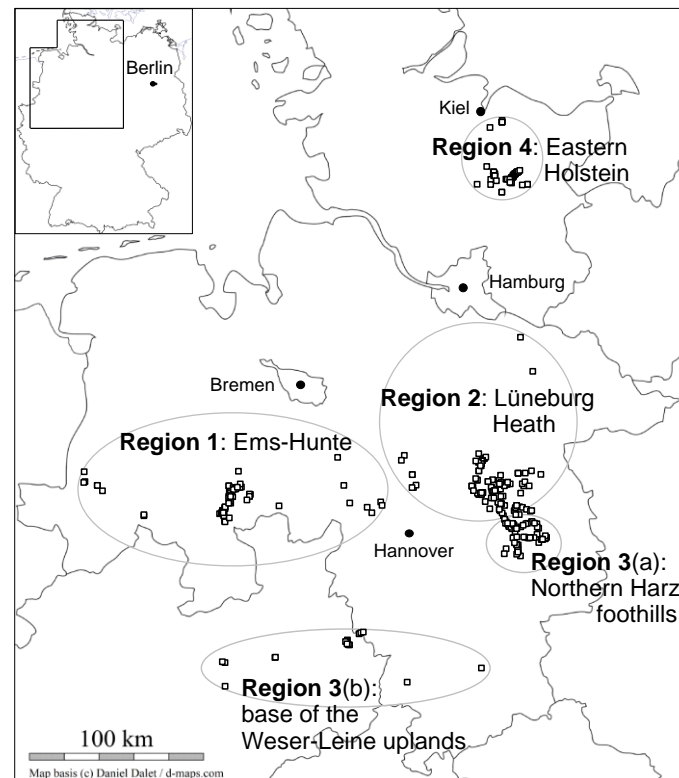 Berlin
Kiel
Region 4: Eastern
Holstein
Hamburg
Bremen
Region 2: Lüneburg
Heath
Region 1: Ems-Hunte
Hannover
Region 3(a):
Northern Harz
foothills
Region 3(b):
base of the
Weser-Leine uplands
100 km
Map basis (c) Daniel Dalet / d-maps.com